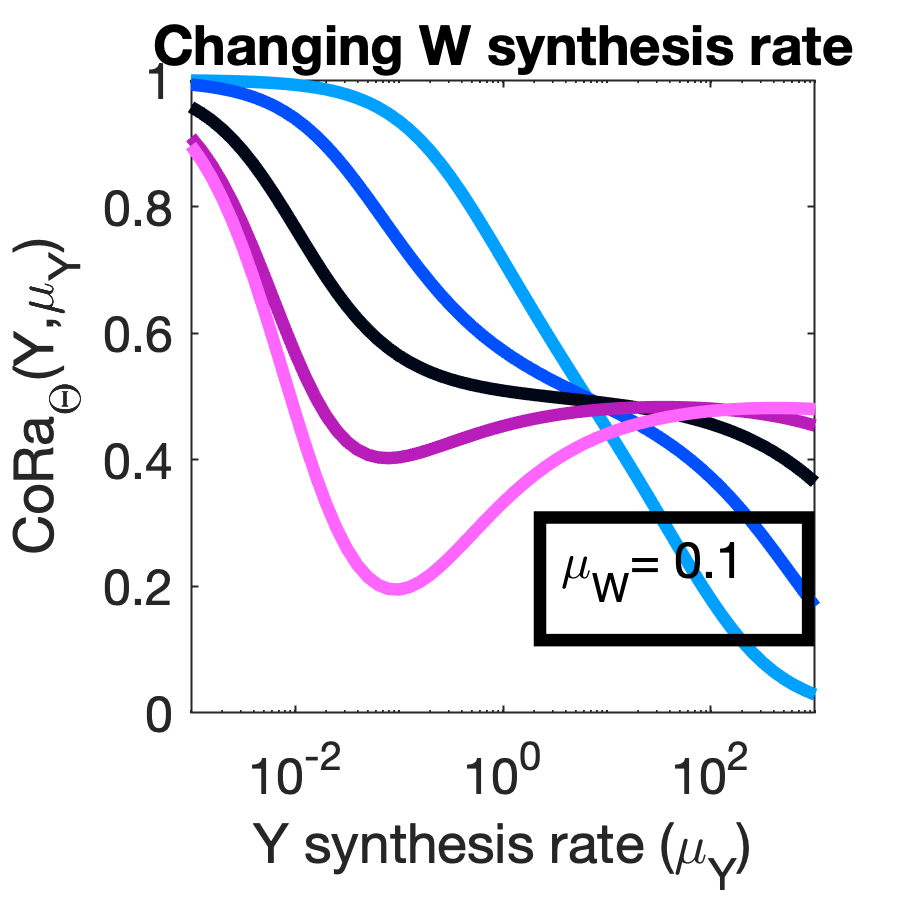 Changing W synthesis rate
1
0.8
0.6
0.4
0.2
0
CoRa_Θ(Y,μ_Y)
μ_W= 0.1
10^-2 10^0 10^2
Y synthesis rate (μ_Y)